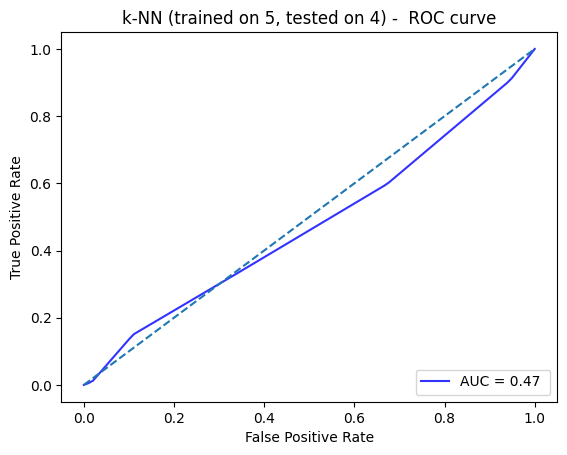 k-NN (trained on 5, tested on 4) -  ROC curve
True Positive Rate
1.0
0.8
0.6
0.4
0.2
0.0
AUC = 0.47
0.0 0.2 0.4 0.6 0.8 1.0
False Positive Rate